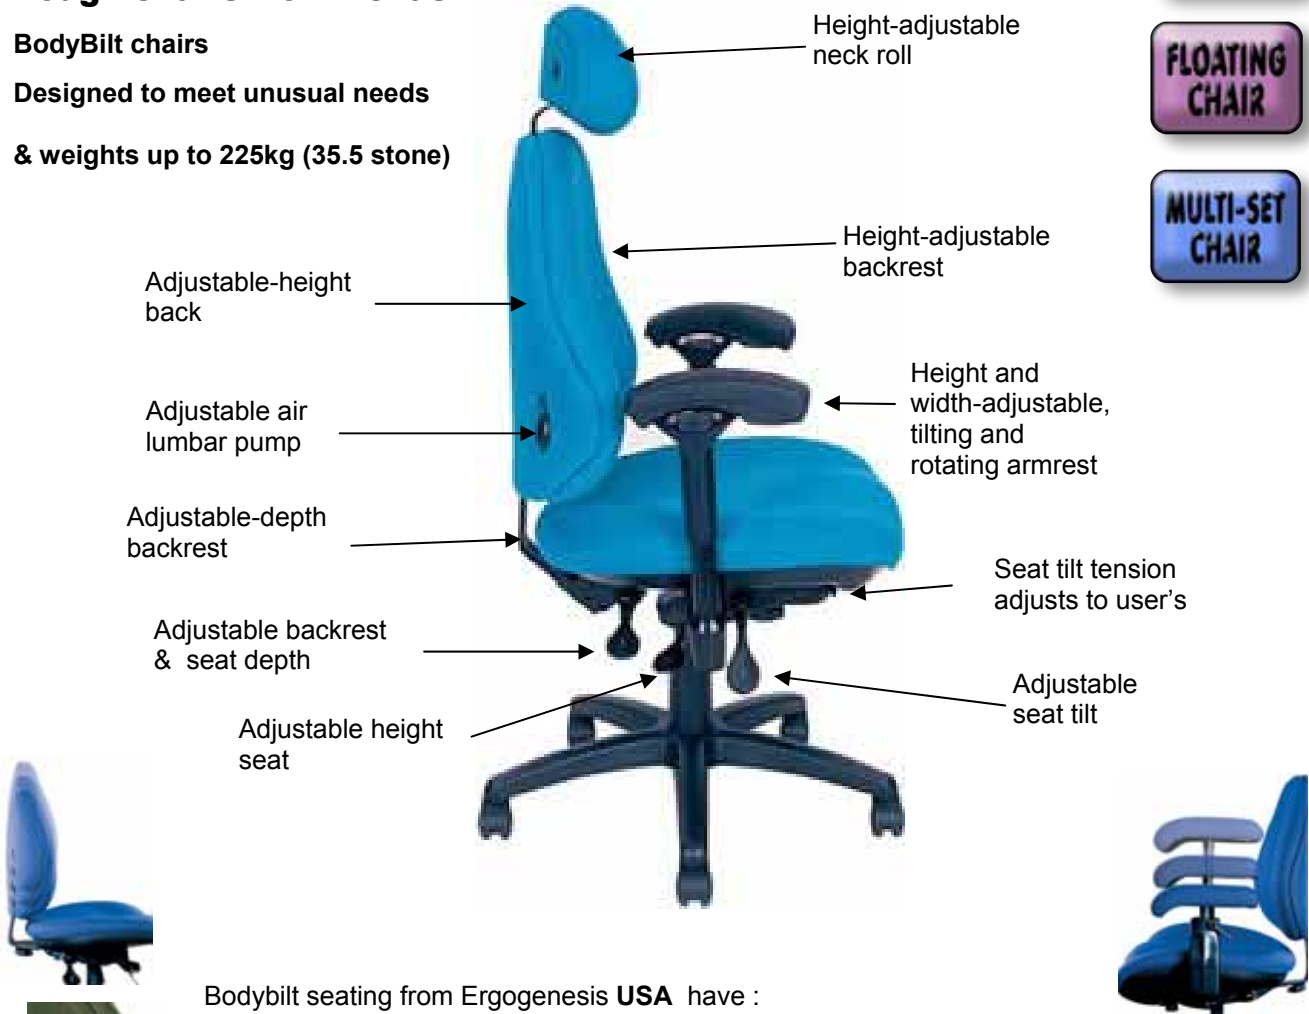 BodyBilt chairs
Designed to meet unusual needs
& weights up to 225kg (35.5 stone)
Height-adjustable
neck roll
FLOATING
CHAIR
MULTI-SET
CHAIR
Height-adjustable
backrest
Adjustable-height
back
Height and
width-adjustable,
tilting and
rotating armrest
Adjustable air
lumbar pump
Adjustable-depth
backrest
Seat tilt tension
adjusts to user’s
Adjustable backrest
& seat depth
Adjustable
seat tilt
Adjustable height
seat
Bodybilt seating from Ergogenesis USA have :